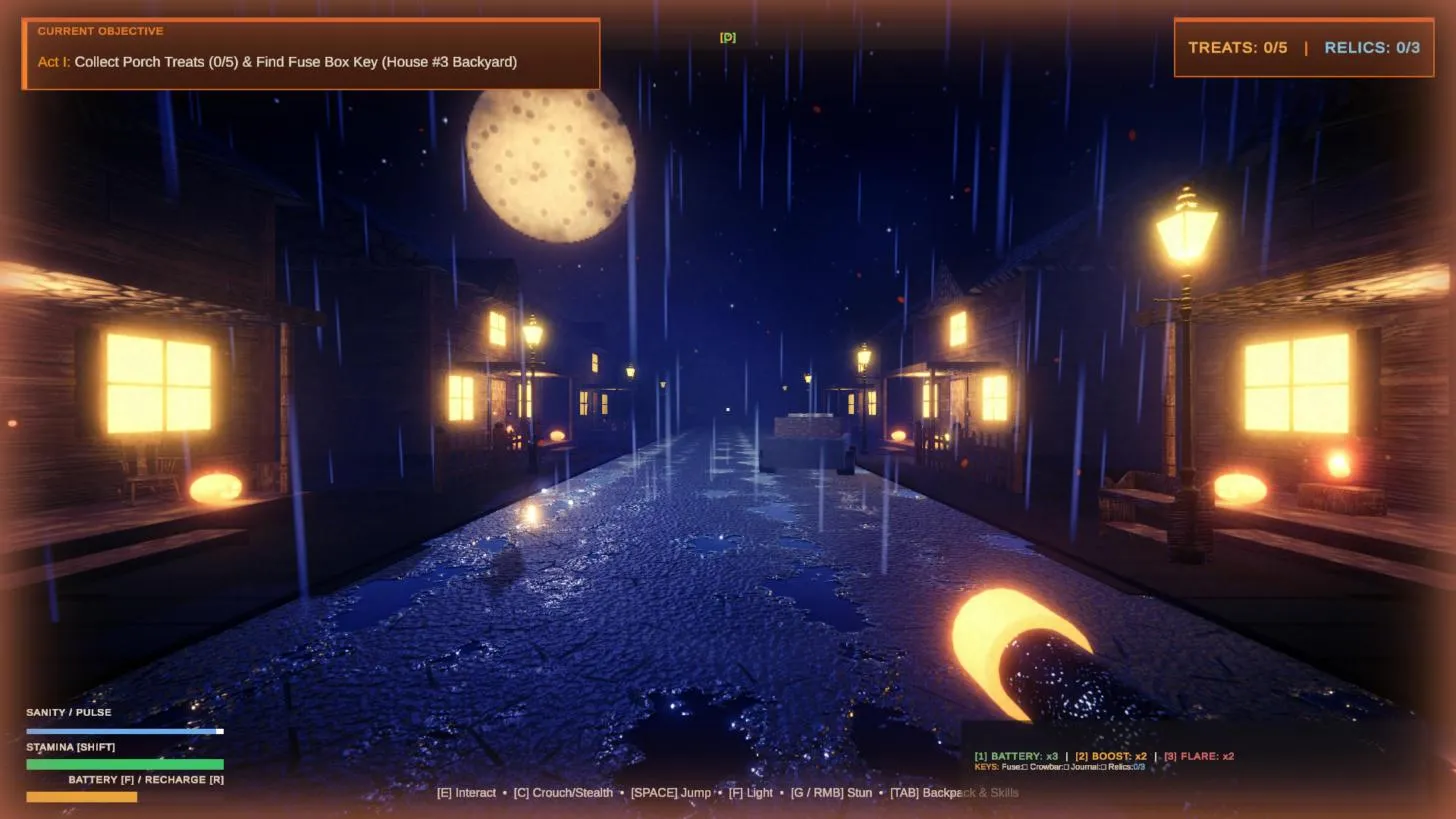 CURRENT OBJECTIVE
Act I: Collect Porch Treats (0/5) & Find Fuse Box Key (House #3 Backyard)
TREATS: 0/5 | RELICS: 0/3
SANITY / PULSE
STAMINA [SHIFT]
BATTERY [F] / RECHARGE [R]
[1] BATTERY: x3 | [2] BOOST: x2 | [3] FLARE: x2
KEYS: Fuse:□ Crowbar:□ Journal:□ Relics:0/3
[E] Interact • [C] Crouch/Stealth • [SPACE] Jump • [F] Light • [G / RMB] Stun • [TAB] Backpack & Skills